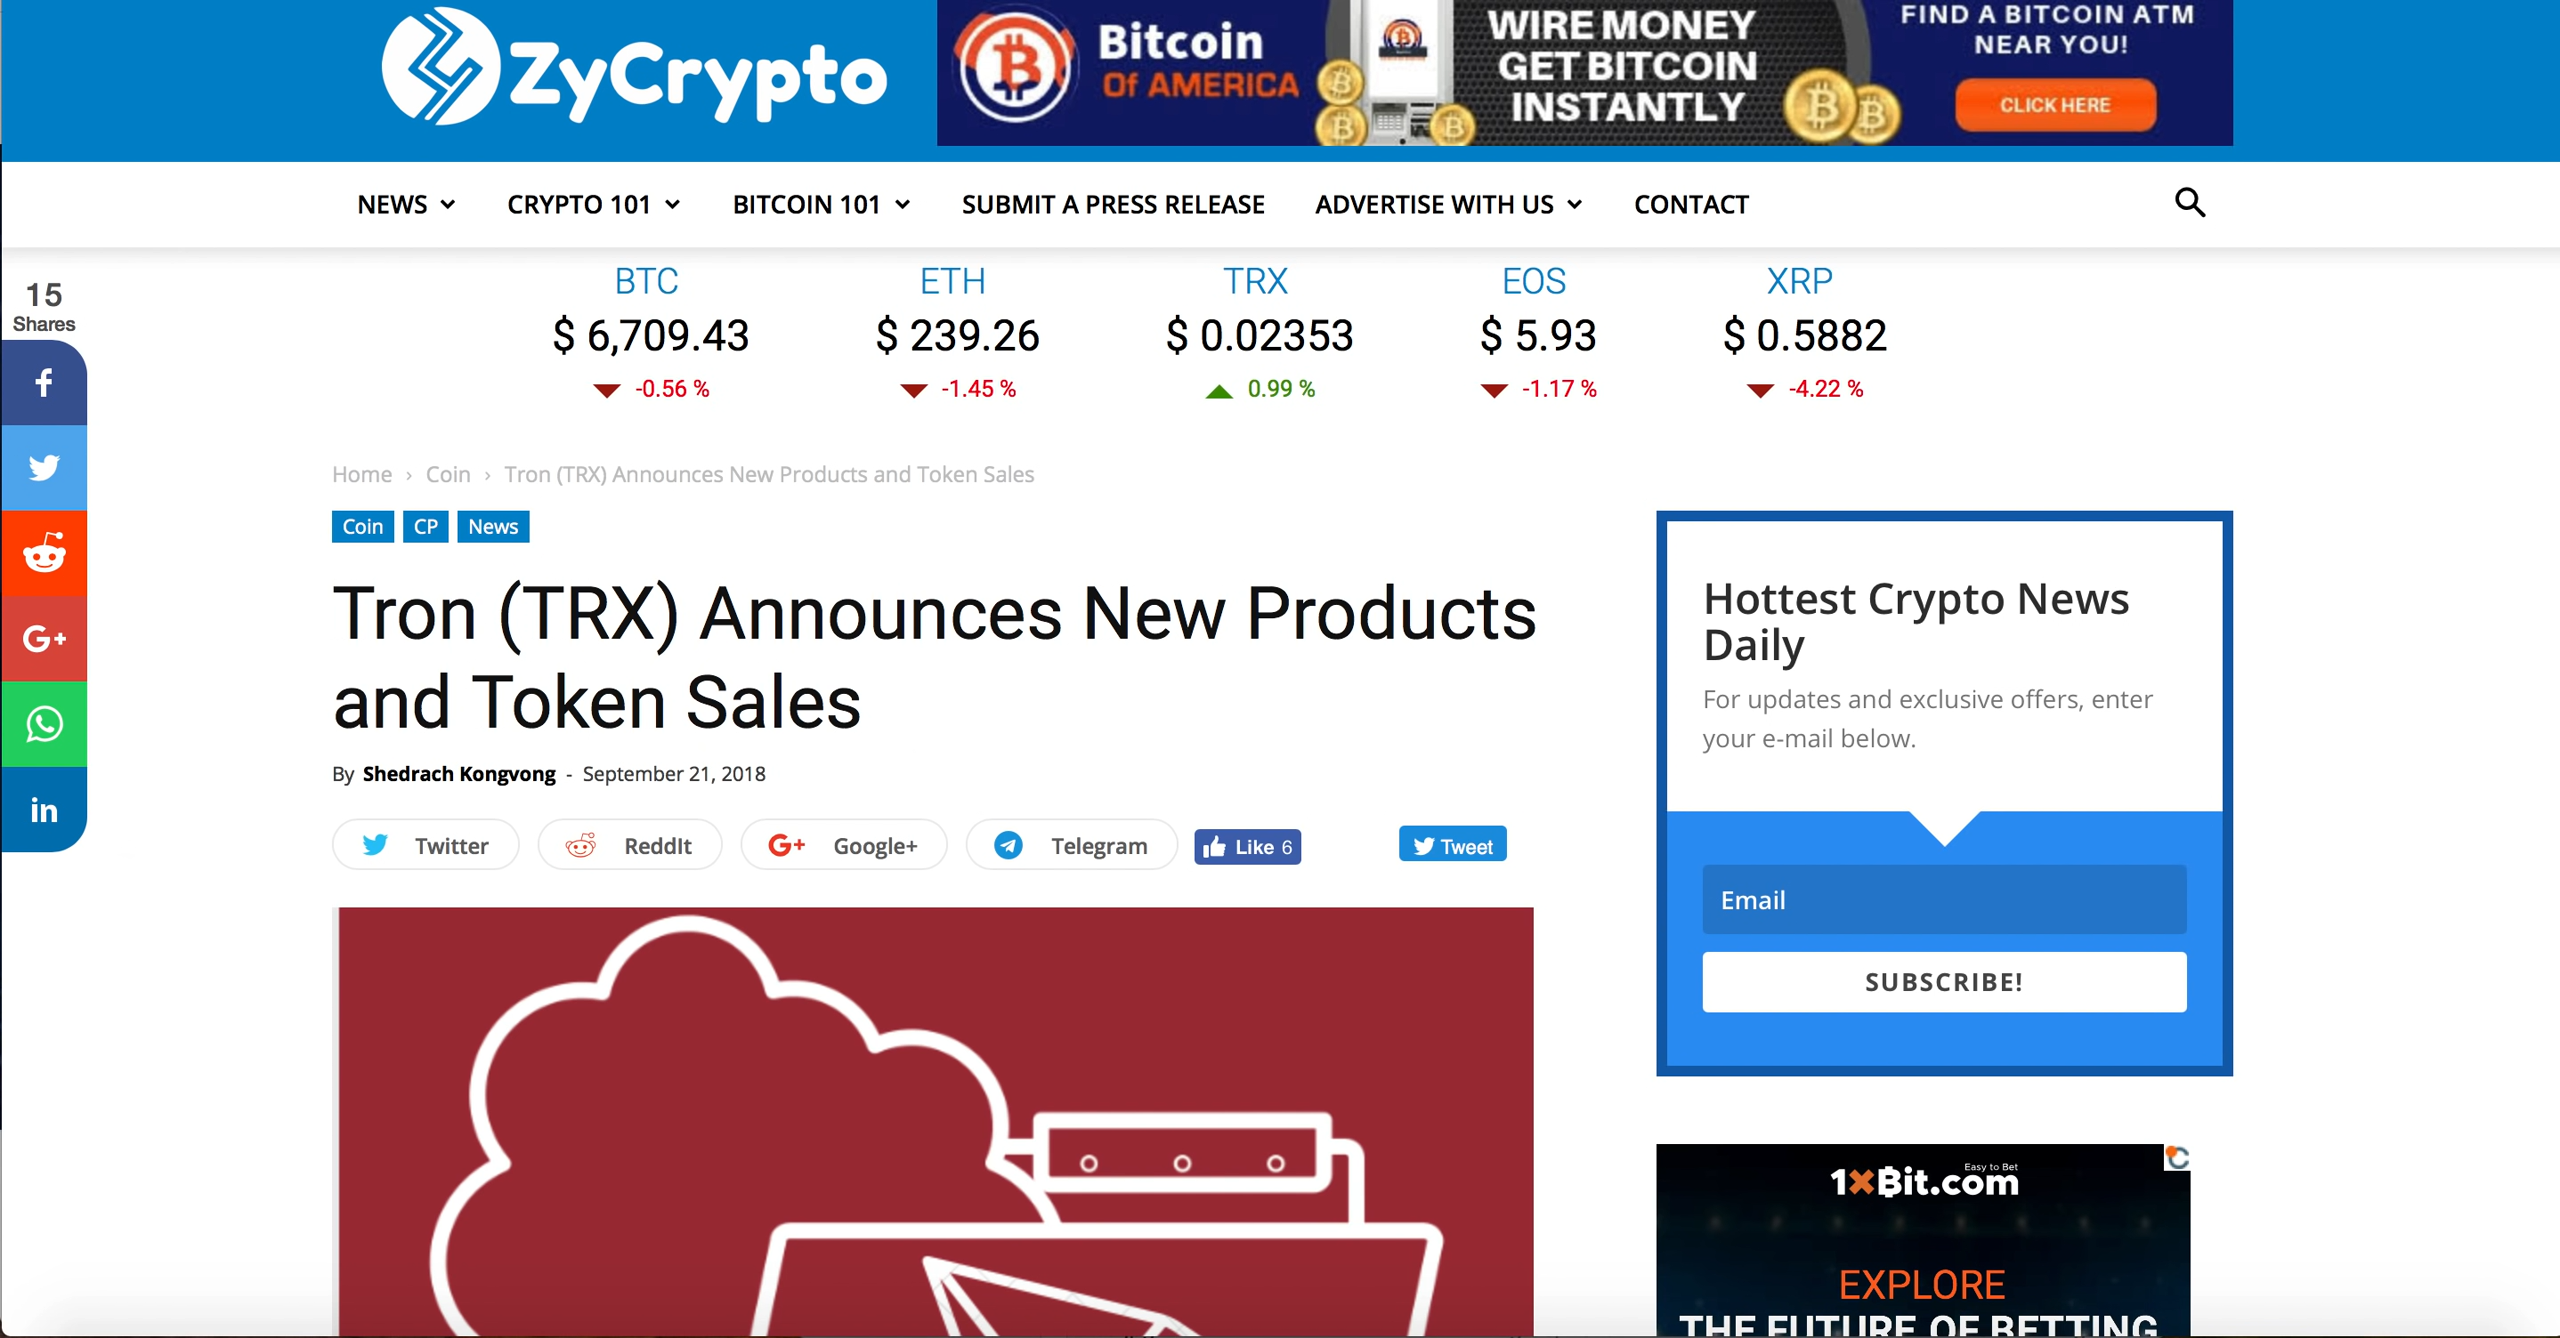 ZyCrypto
Bitcoin
Of AMERICA
WIRE MONEY
GET BITCOIN
INSTANTLY
FIND A BITCOIN ATM
NEAR YOU!
CLICK HERE
NEWS
CRYPTO 101
BITCOIN 101
SUBMIT A PRESS RELEASE
ADVERTISE WITH US
CONTACT
15
Shares
BTC
$ 6,709.43
-0.56 %
ETH
$ 239.26
-1.45 %
TRX
$ 0.02353
0.99 %
EOS
$ 5.93
-1.17 %
XRP
$ 0.5882
-4.22 %
f
G+
in
Home › Coin › Tron (TRX) Announces New Products and Token Sales
Coin
CP
News
Tron (TRX) Announces New Products
and Token Sales
By Shedrach Kongvong - September 21, 2018
Twitter
ReddIt
G+ Google+
Telegram
Like 6
Tweet
Hottest Crypto News
Daily
For updates and exclusive offers, enter
your e-mail below.
Email
SUBSCRIBE!
Easy to Bet
1xBit.com
EXPLORE
THE FUTURE OF BETTING